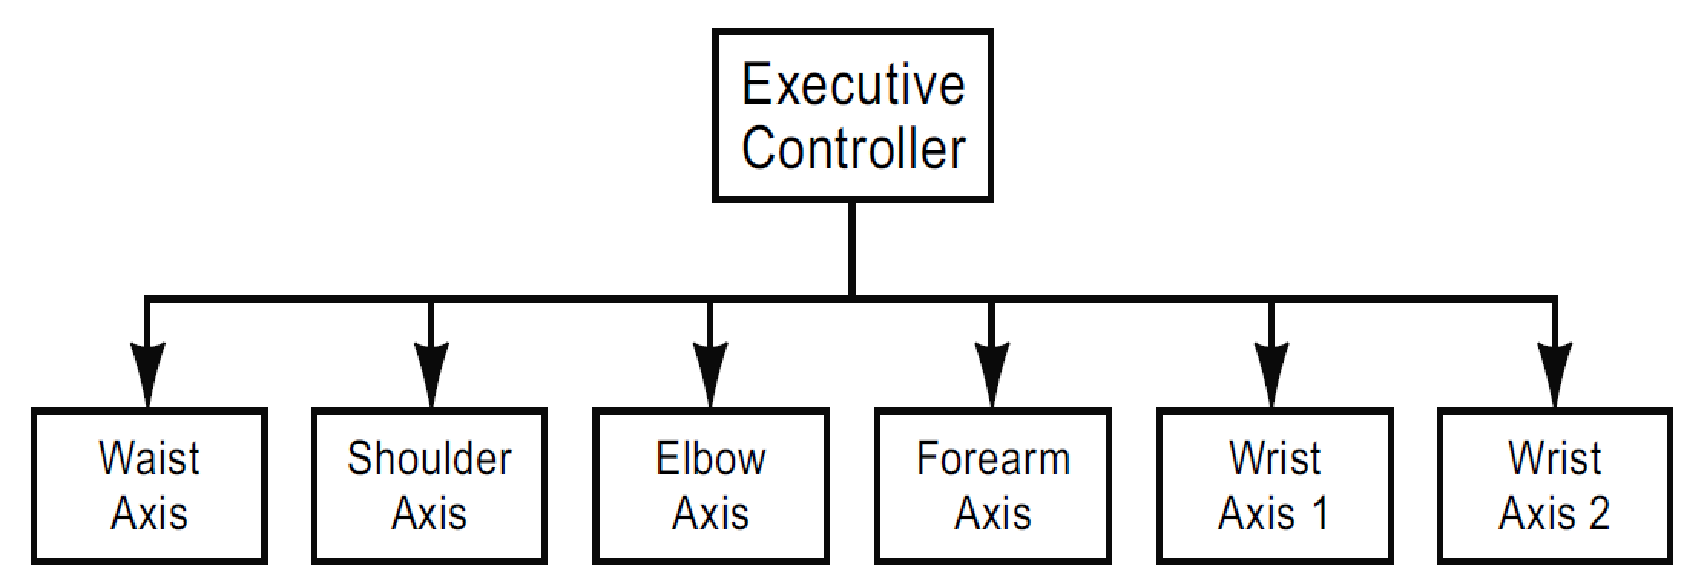 Executive
Controller
Waist
Axis
Shoulder
Axis
Elbow
Axis
Forearm
Axis
Wrist
Axis 1
Wrist
Axis 2